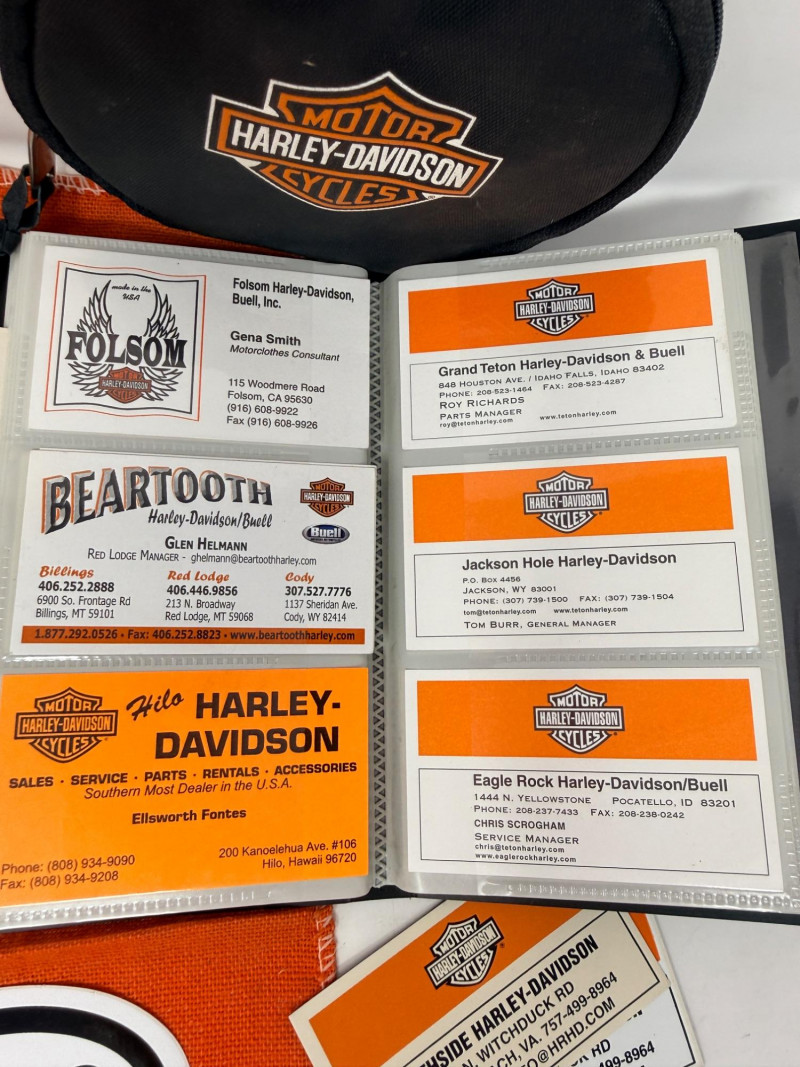 MOTOR
HARLEY-DAVIDSON
CYCLES
made in the
USA
FOLSOM
MOTOR
HARLEY-DAVIDSON
CYCLES
Folsom Harley-Davidson,
Buell, Inc.
Gena Smith
Motorclothes Consultant
115 Woodmere Road
Folsom, CA 95630
(916) 608-9922
Fax (916) 608-9926
BEARTOOTH
Harley-Davidson/Buell
MOTOR
HARLEY-DAVIDSON
CYCLES
Buell
GLEN HELMANN
RED LODGE MANAGER - ghelmann@beartoothharley.com
Billings
406.252.2888
6900 So. Frontage Rd
Billings, MT 59101
Red Lodge
406.446.9856
213 N. Broadway
Red Lodge, MT 59068
Cody
307.527.7776
1137 Sheridan Ave.
Cody, WY 82414
1.877.292.0526 • Fax: 406.252.8823 • www.beartoothharley.com
MOTOR
HARLEY-DAVIDSON
CYCLES
Hilo HARLEY-
DAVIDSON
SALES · SERVICE · PARTS · RENTALS · ACCESSORIES
Southern Most Dealer in the U.S.A.
Ellsworth Fontes
200 Kanoelehua Ave. #106
Hilo, Hawaii 96720
Phone: (808) 934-9090
Fax: (808) 934-9208
MOTOR
HARLEY-DAVIDSON
CYCLES
Grand Teton Harley-Davidson & Buell
848 HOUSTON AVE. / IDAHO FALLS, IDAHO 83402
PHONE: 208-523-1464 FAX: 208-523-4287
ROY RICHARDS
PARTS MANAGER www.tetonharley.com
roy@tetonharley.com
MOTOR
HARLEY-DAVIDSON
CYCLES
Jackson Hole Harley-Davidson
P.O. BOX 4456
JACKSON, WY 83001
PHONE: (307) 739-1500 FAX: (307) 739-1504
tom@tetonharley.com www.tetonharley.com
TOM BURR, GENERAL MANAGER
MOTOR
HARLEY-DAVIDSON
CYCLES
Eagle Rock Harley-Davidson/Buell
1444 N. YELLOWSTONE POCATELLO, ID 83201
PHONE: 208-237-7433 FAX: 208-238-0242
CHRIS SCROGHAM
SERVICE MANAGER
chris@tetonharley.com
www.eaglerockharley.com
MOTOR
HARLEY-DAVIDSON
CYCLES
HSIDE HARLEY-DAVIDSON
N. WITCHDUCK RD
CH, VA. 757-499-8964
O@HRHD.COM
CK RD
499-8964